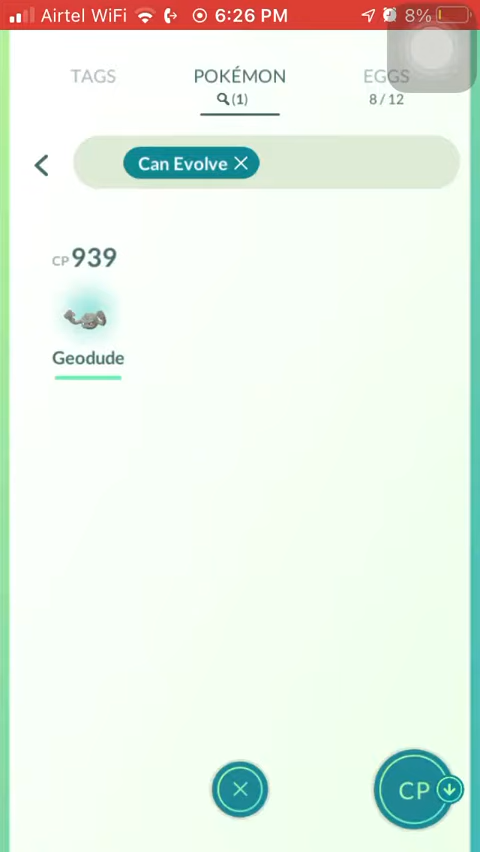 Airtel WiFi 6:26 PM 8%
TAGS POKÉMON EGGS
(1) 8 / 12
Can Evolve
CP 939
Geodude
CP